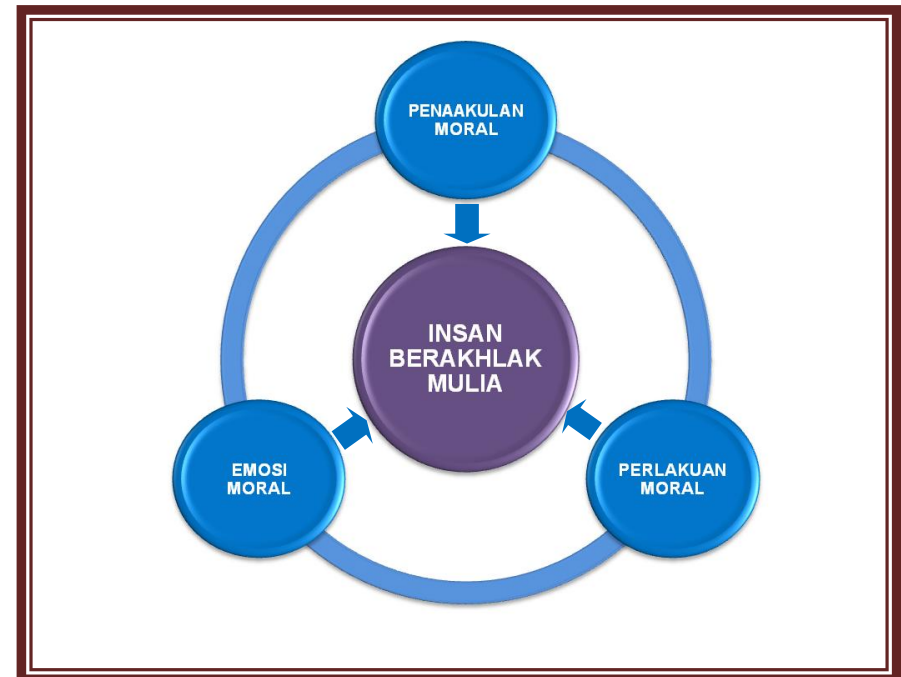 PENAAKULAN
MORAL
INSAN
BERAKHLAK
MULIA
EMOSI
MORAL
PERLAKUAN
MORAL